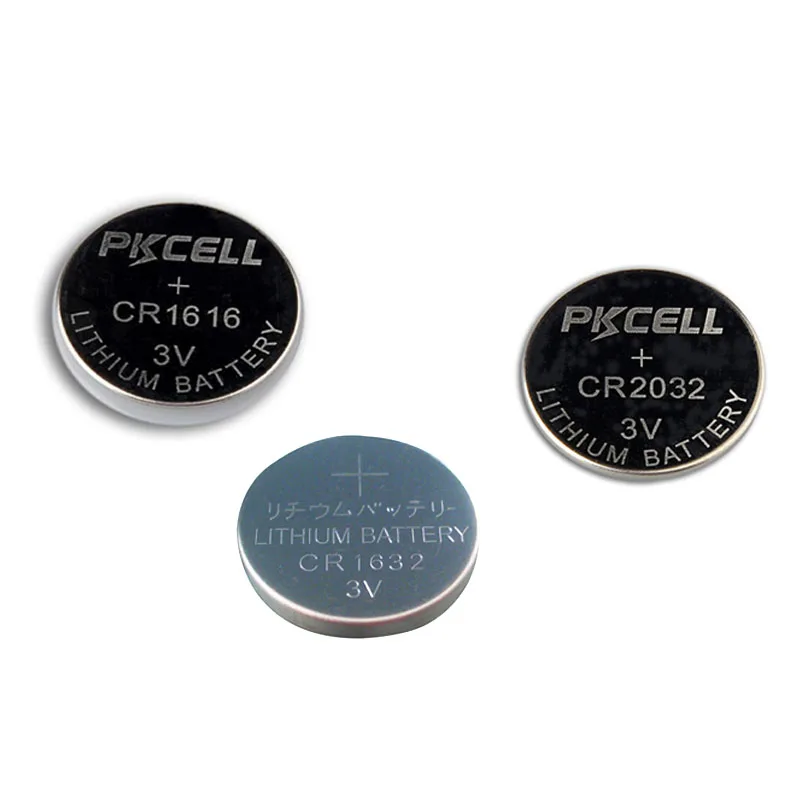 PKCELL
+
CR1616
3V
LITHIUM BATTERY
PKCELL
+
CR2032
3V
LITHIUM BATTERY
+
リチウムバッテリー
LITHIUM BATTERY
CR1632
3V